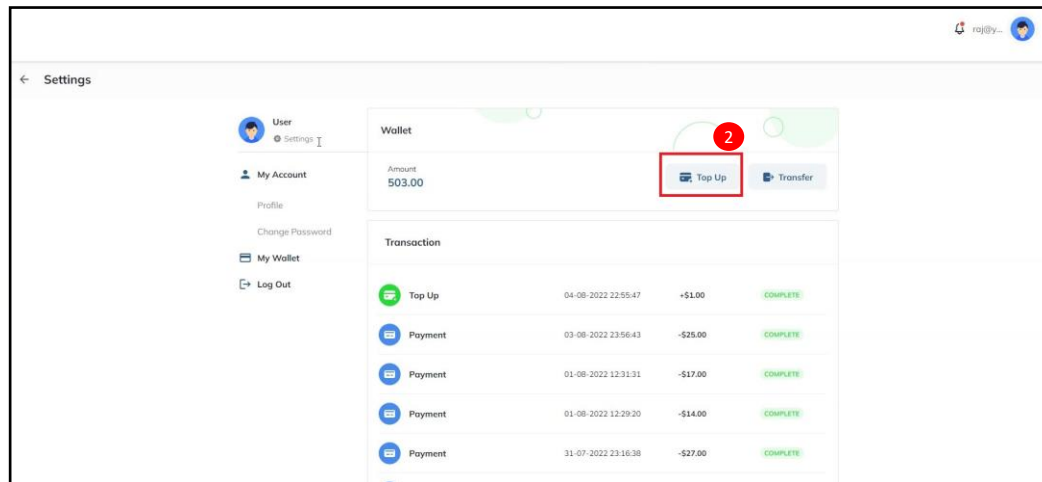 raj@y...
← Settings
User
Settings
My Account
Profile
Change Password
My Wallet
Log Out
Wallet
2
Amount
503.00
Top Up Transfer
Transaction
Top Up 04-08-2022 22:55:47 +$1.00 COMPLETE
Payment 03-08-2022 23:56:43 -$25.00 COMPLETE
Payment 01-08-2022 12:31:31 -$17.00 COMPLETE
Payment 01-08-2022 12:29:20 -$14.00 COMPLETE
Payment 31-07-2022 23:16:38 -$27.00 COMPLETE